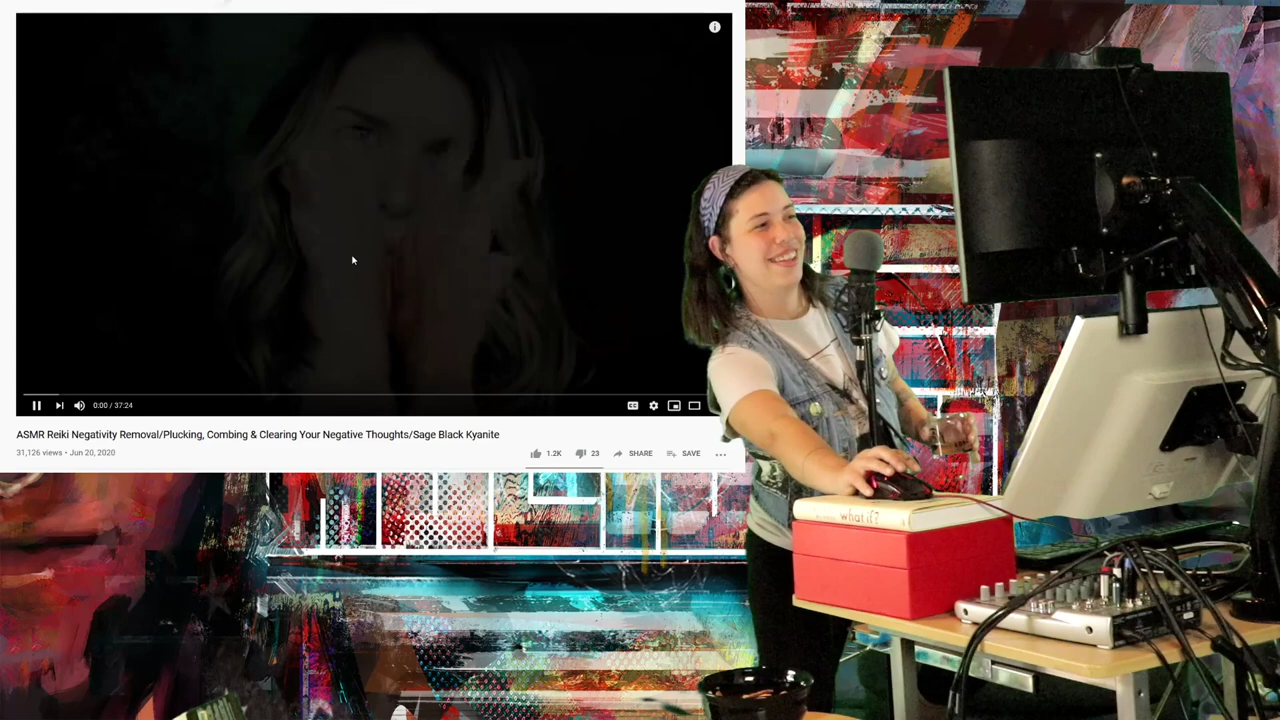 0:00 / 37:24
ASMR Reiki Negativity Removal/Plucking, Combing & Clearing Your Negative Thoughts/Sage Black Kyanite
31,126 views • Jun 20, 2020
1.2K
23
SHARE
SAVE
what if?